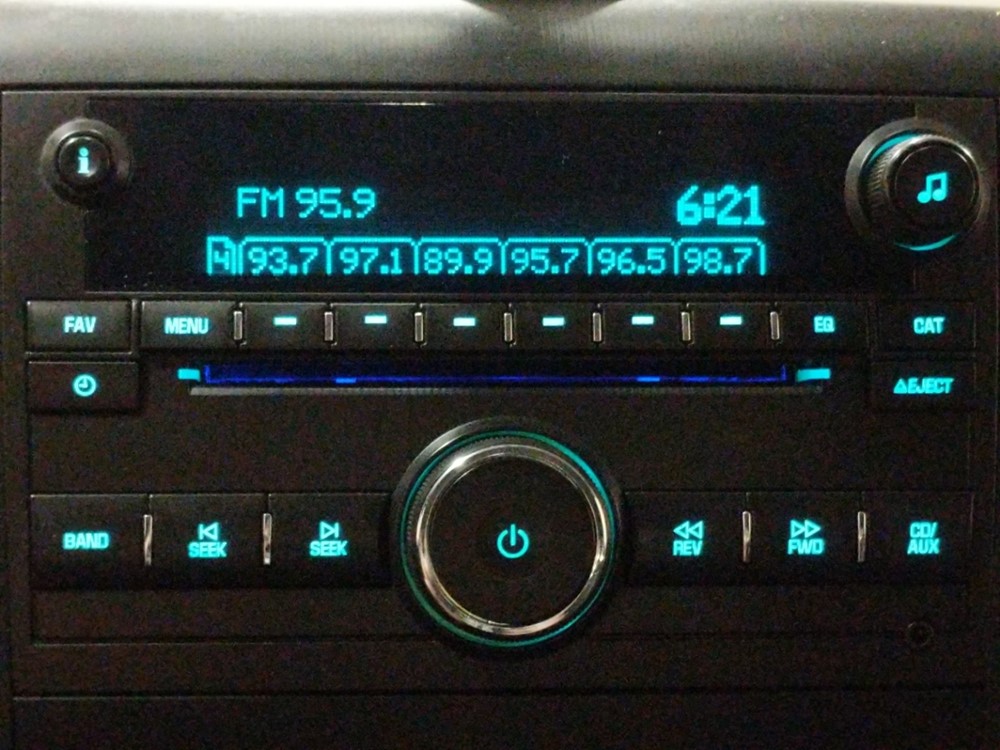 i
FM 95.9 6:21
4 93.7 97.1 89.9 95.7 96.5 98.7
FAV MENU EQ CAT
EJECT
BAND SEEK SEEK REV FWD CD/
AUX